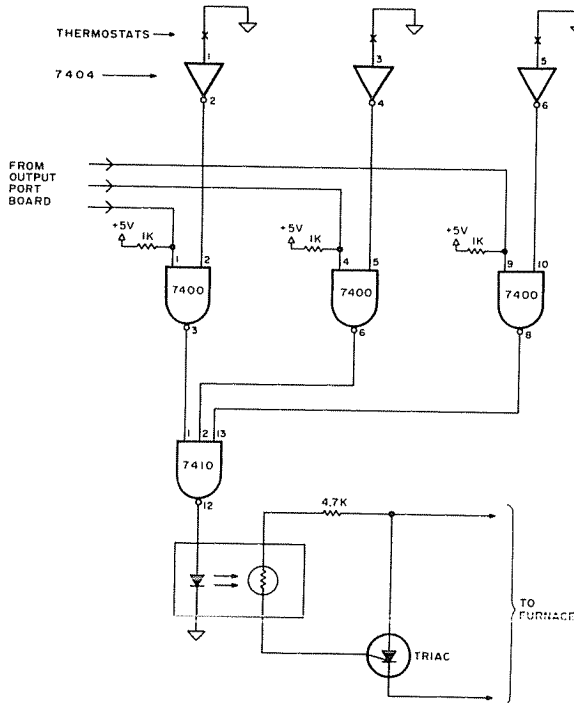 THERMOSTATS
1
3
5
7404
2
4
6
FROM
OUTPUT
PORT
BOARD
+5V
1K
+5V
1K
+5V
1K
1
2
4
5
9
10
7400
7400
7400
3
6
8
1
2
13
7410
12
4.7K
TO
FURNACE
TRIAC